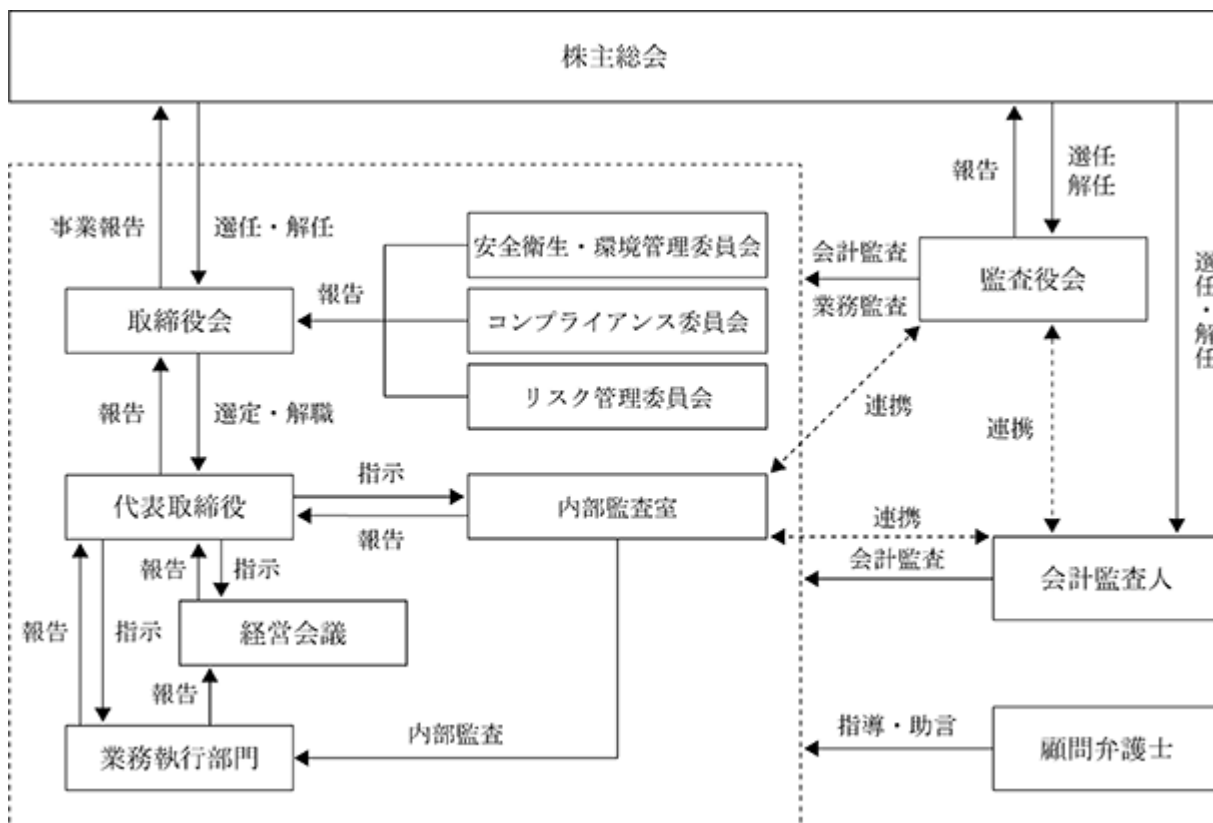 株主総会
報告
選任
解任
事業報告
選任・解任
安全衛生・環境管理委員会
会計監査
監査役会
選任・解任
報告
取締役会
コンプライアンス委員会
業務監査
リスク管理委員会
報告
選定・解職
連携
連携
指示
代表取締役
内部監査室
報告
連携
報告
指示
会計監査
会計監査人
報告
指示
経営会議
報告
内部監査
業務執行部門
指導・助言
顧問弁護士